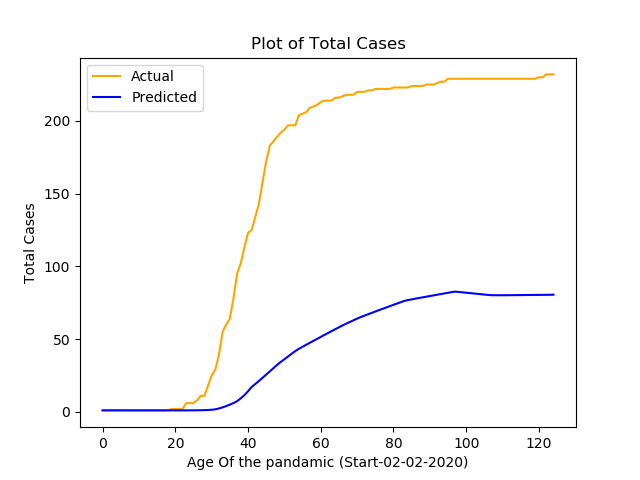 Plot of Total Cases
Actual
Predicted
200
150
100
50
0
Total Cases
0 20 40 60 80 100 120
Age Of the pandamic (Start-02-02-2020)